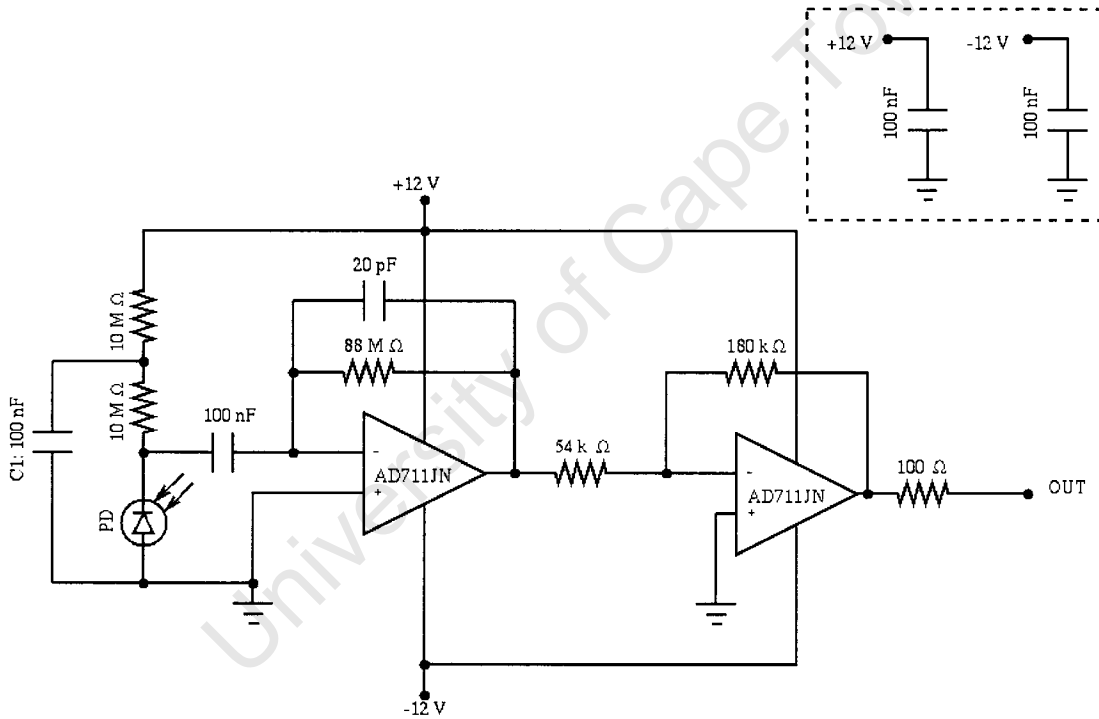 +12 V
-12 V
100 nF
100 nF
+12 V
20 pF
10 M Ω
88 M Ω
180 k Ω
10 M Ω
100 nF
C1: 100 nF
-
AD711JN
+
54 k Ω
-
AD711JN
+
100 Ω
OUT
PD
-12 V
University of Cape Tow